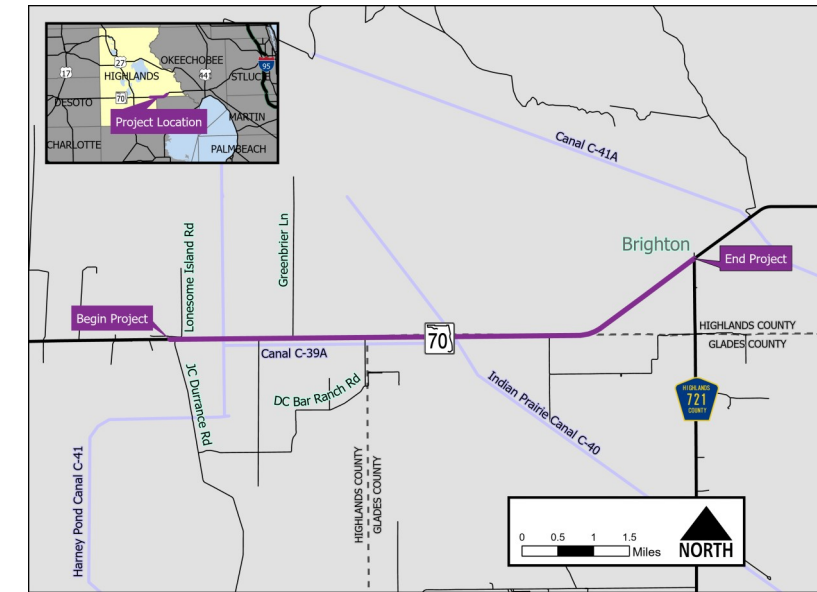 OKEECHOBEE
27
17
HIGHLANDS
441
95
STLUCIE
DESOTO
70
MARTIN
Project Location
CHARLOTTE
PALMBEACH
Canal C-41A
Lonesome Island Rd
Greenbrier Ln
Brighton
End Project
Begin Project
70
HIGHLANDS COUNTY
GLADES COUNTY
Canal C-39A
JC Durrance Rd
DC Bar Ranch Rd
Indian Prairie Canal C-40
HIGHLANDS
721
COUNTY
Harney Pond Canal C-41
HIGHLANDS COUNTY
GLADES COUNTY
0 0.5 1 1.5
Miles
NORTH